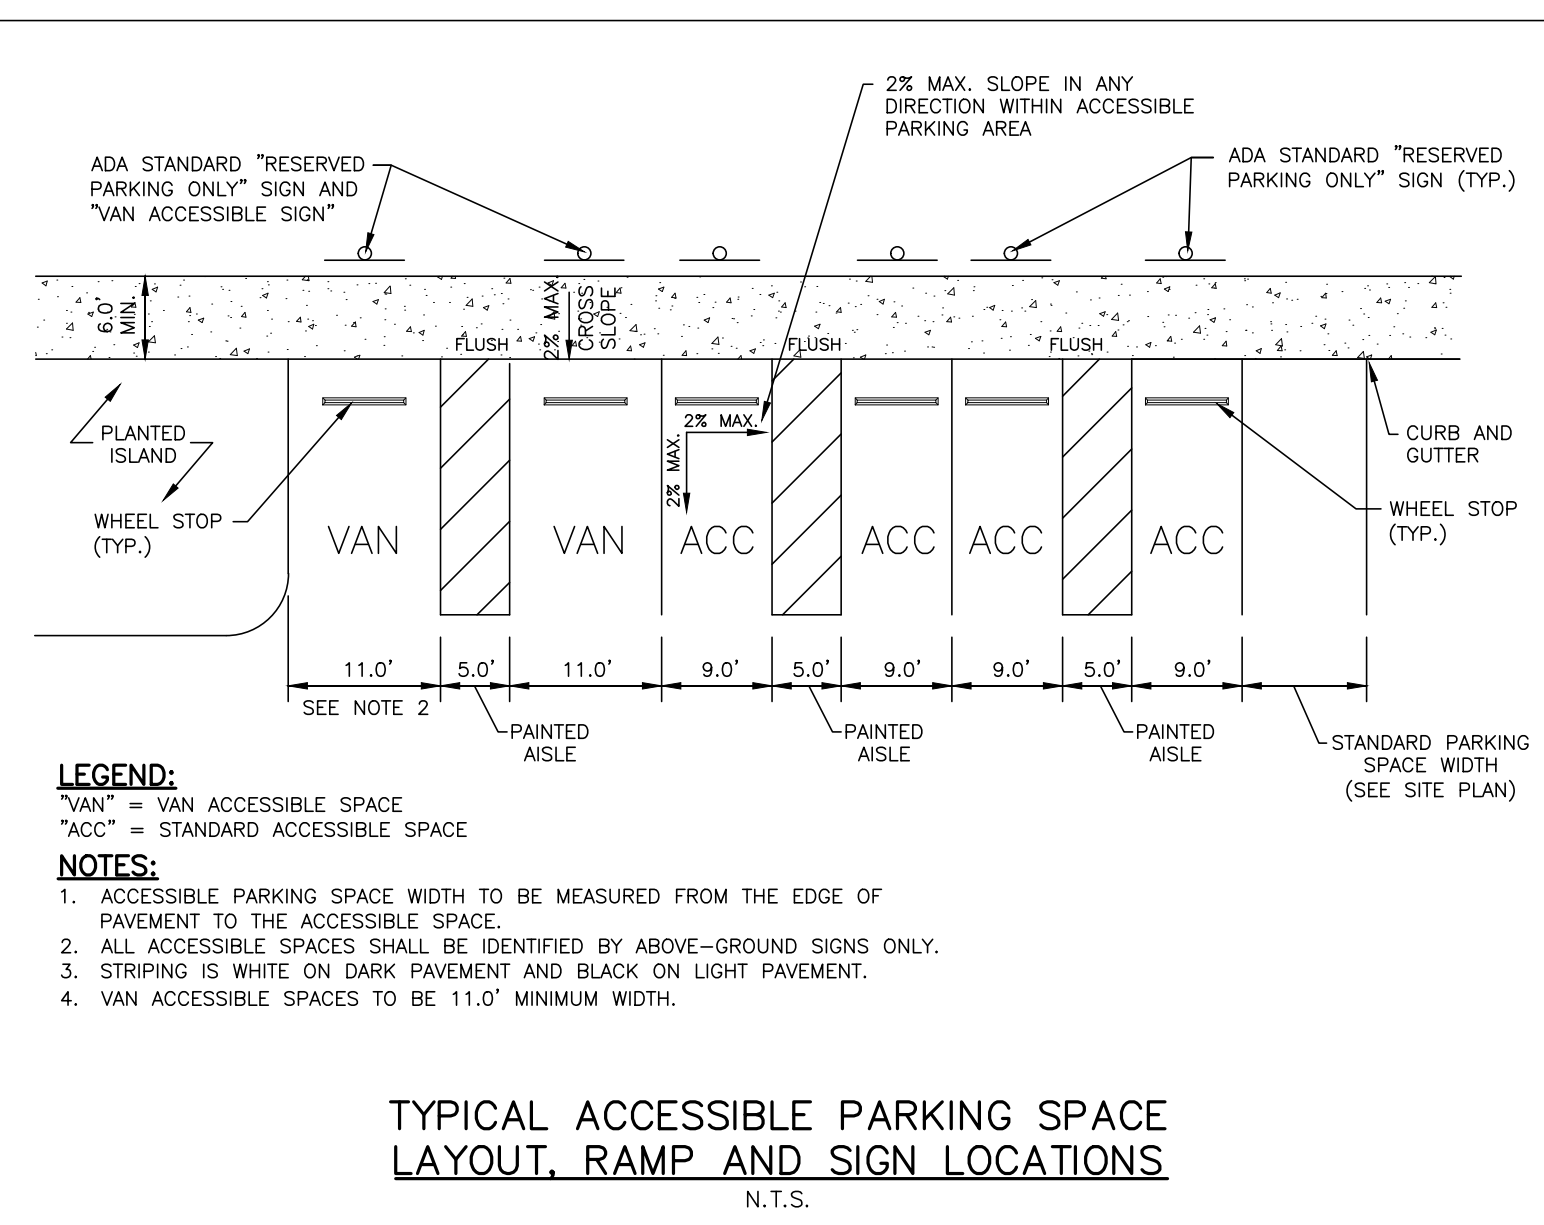 2% MAX. SLOPE IN ANY
DIRECTION WITHIN ACCESSIBLE
PARKING AREA
ADA STANDARD "RESERVED
PARKING ONLY" SIGN AND
"VAN ACCESSIBLE SIGN"
ADA STANDARD "RESERVED
PARKING ONLY" SIGN (TYP.)
6.0'
MIN.
2% MAX.
CROSS
SLOPE
FLUSH
FLUSH
FLUSH
PLANTED
ISLAND
2% MAX.
2% MAX.
CURB AND
GUTTER
WHEEL STOP
(TYP.)
WHEEL STOP
(TYP.)
VAN
VAN
ACC
ACC
ACC
ACC
11.0'
5.0'
11.0'
9.0'
5.0'
9.0'
9.0'
5.0'
9.0'
SEE NOTE 2
PAINTED
AISLE
PAINTED
AISLE
PAINTED
AISLE
STANDARD PARKING
SPACE WIDTH
(SEE SITE PLAN)
LEGEND:
"VAN" = VAN ACCESSIBLE SPACE
"ACC" = STANDARD ACCESSIBLE SPACE
NOTES:
1. ACCESSIBLE PARKING SPACE WIDTH TO BE MEASURED FROM THE EDGE OF
PAVEMENT TO THE ACCESSIBLE SPACE.
2. ALL ACCESSIBLE SPACES SHALL BE IDENTIFIED BY ABOVE-GROUND SIGNS ONLY.
3. STRIPING IS WHITE ON DARK PAVEMENT AND BLACK ON LIGHT PAVEMENT.
4. VAN ACCESSIBLE SPACES TO BE 11.0' MINIMUM WIDTH.
TYPICAL ACCESSIBLE PARKING SPACE
LAYOUT, RAMP AND SIGN LOCATIONS
N.T.S.